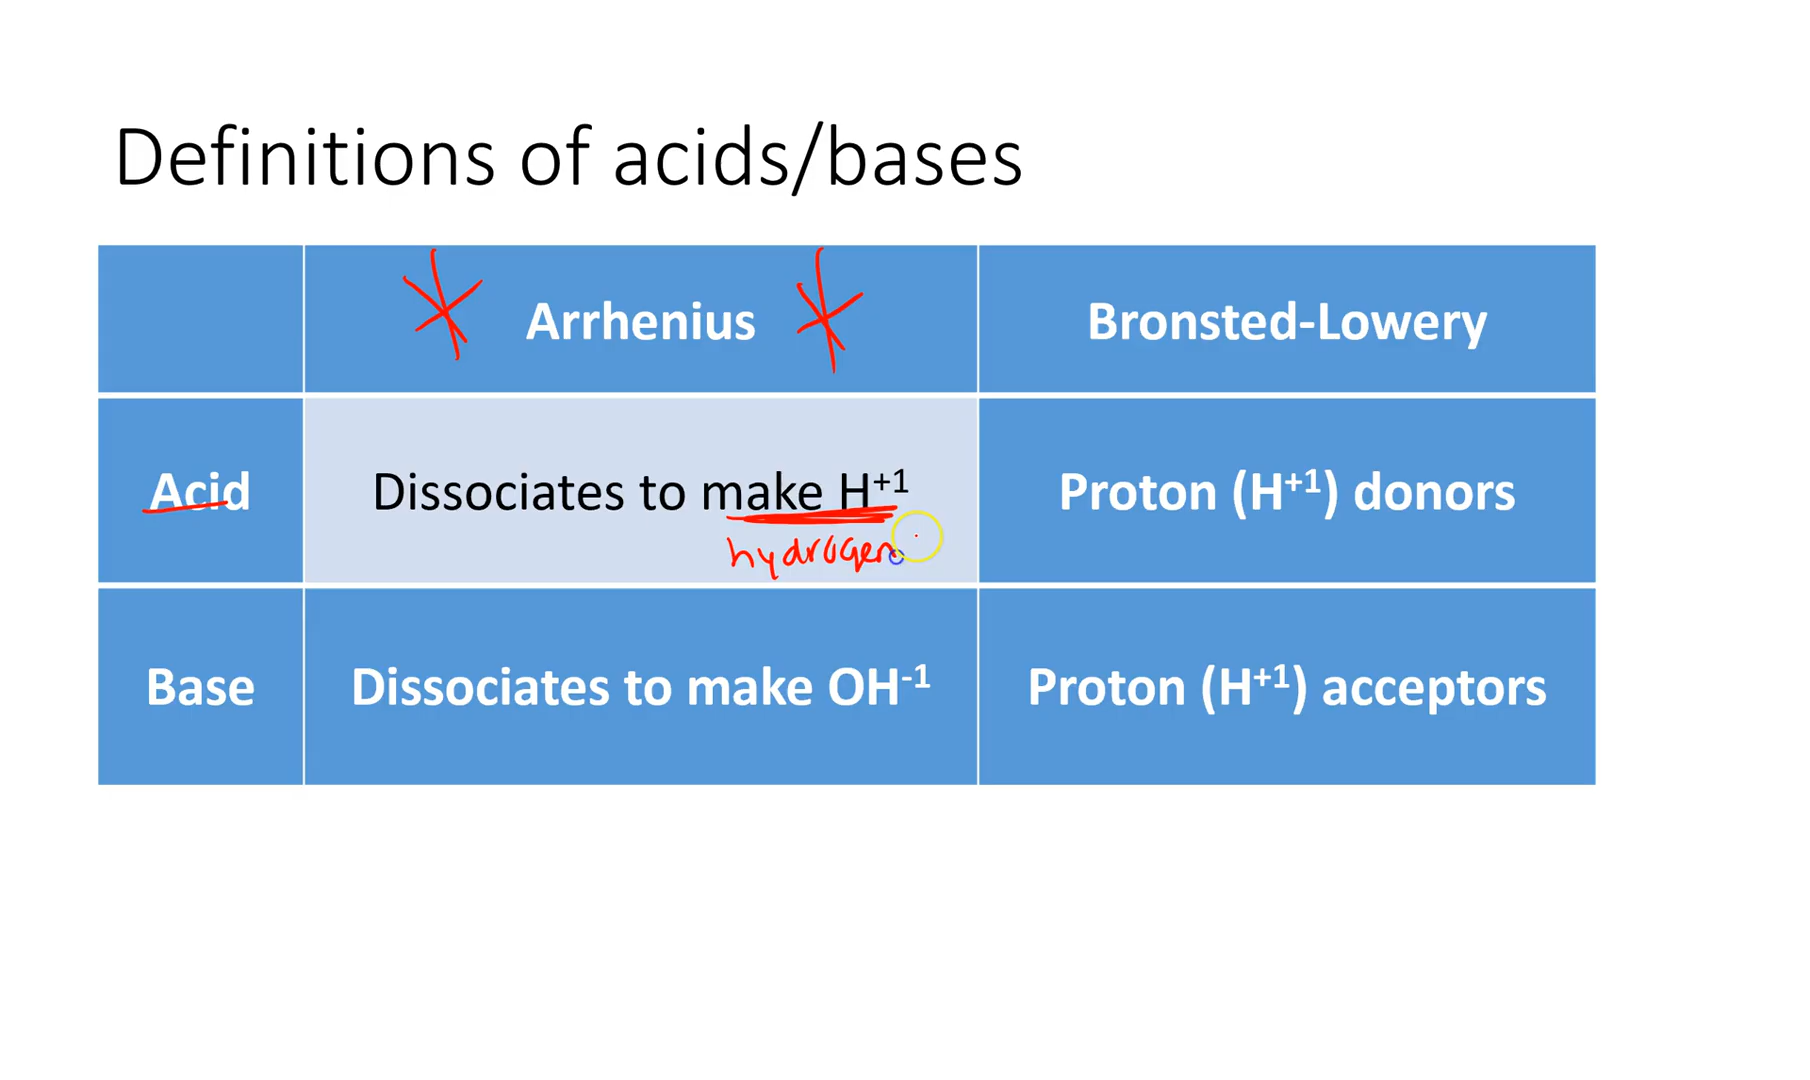 Definitions of acids/bases
Arrhenius
Bronsted-Lowery
Acid
Dissociates to make H⁺¹
hydrogen
Proton (H⁺¹) donors
Base
Dissociates to make OH⁻¹
Proton (H⁺¹) acceptors